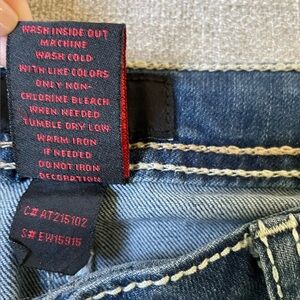 WASH INSIDE OUT
MACHINE
WASH COLD
WITH LIKE COLORS
ONLY NON-
CHLORINE BLEACH
WHEN NEEDED
TUMBLE DRY LOW
WARM IRON
IF NEEDED
DO NOT IRON
DECORATION
C# AT215102
S# EW15915